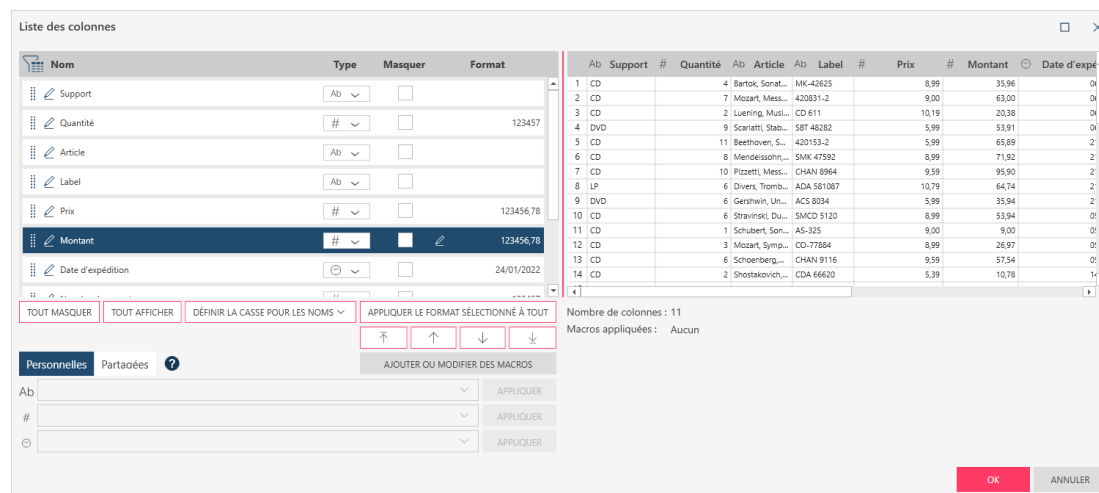 Liste des colonnes
Nom Type Masquer Format
Support Ab
Quantité # 123457
Article Ab
Label Ab
Prix # 123456,78
Montant # 123456,78
Date d'expédition 24/01/2022
TOUT MASQUER TOUT AFFICHER DÉFINIR LA CASSE POUR LES NOMS APPLIQUER LE FORMAT SÉLECTIONNÉ À TOUT
Personnelles Partagées ? AJOUTER OU MODIFIER DES MACROS
Ab APPLIQUER
# APPLIQUER
APPLIQUER
Ab Support # Quantité Ab Article Ab Label # Prix # Montant Date d'expé
1 CD 4 Bartok, Sonat... MK-42625 8,99 35,96
2 CD 7 Mozart, Mess... 420831-2 9,00 63,00
3 CD 2 Luening, Musi... CD 611 10,19 20,38
4 DVD 9 Scarlatti, Stab... SBT 48282 5,99 53,91
5 CD 11 Beethoven, S... 420153-2 5,99 65,89
6 CD 8 Mendelssohn,... SMK 47592 8,99 71,92
7 CD 10 Pizzetti, Mess... CHAN 8964 9,59 95,90
8 LP 6 Divers, Tromb... ADA 581087 10,79 64,74
9 DVD 6 Gershwin, Un... ACS 8034 5,99 35,94
10 CD 6 Stravinski, Du... SMCD 5120 8,99 53,94
11 CD 1 Schubert, Son... AS-325 9,00 9,00
12 CD 3 Mozart, Symp... CO-77884 8,99 26,97
13 CD 6 Schoenberg,... CHAN 9116 9,59 57,54
14 CD 2 Shostakovich,... CDA 66620 5,39 10,78
Nombre de colonnes : 11
Macros appliquées : Aucun
OK ANNULER